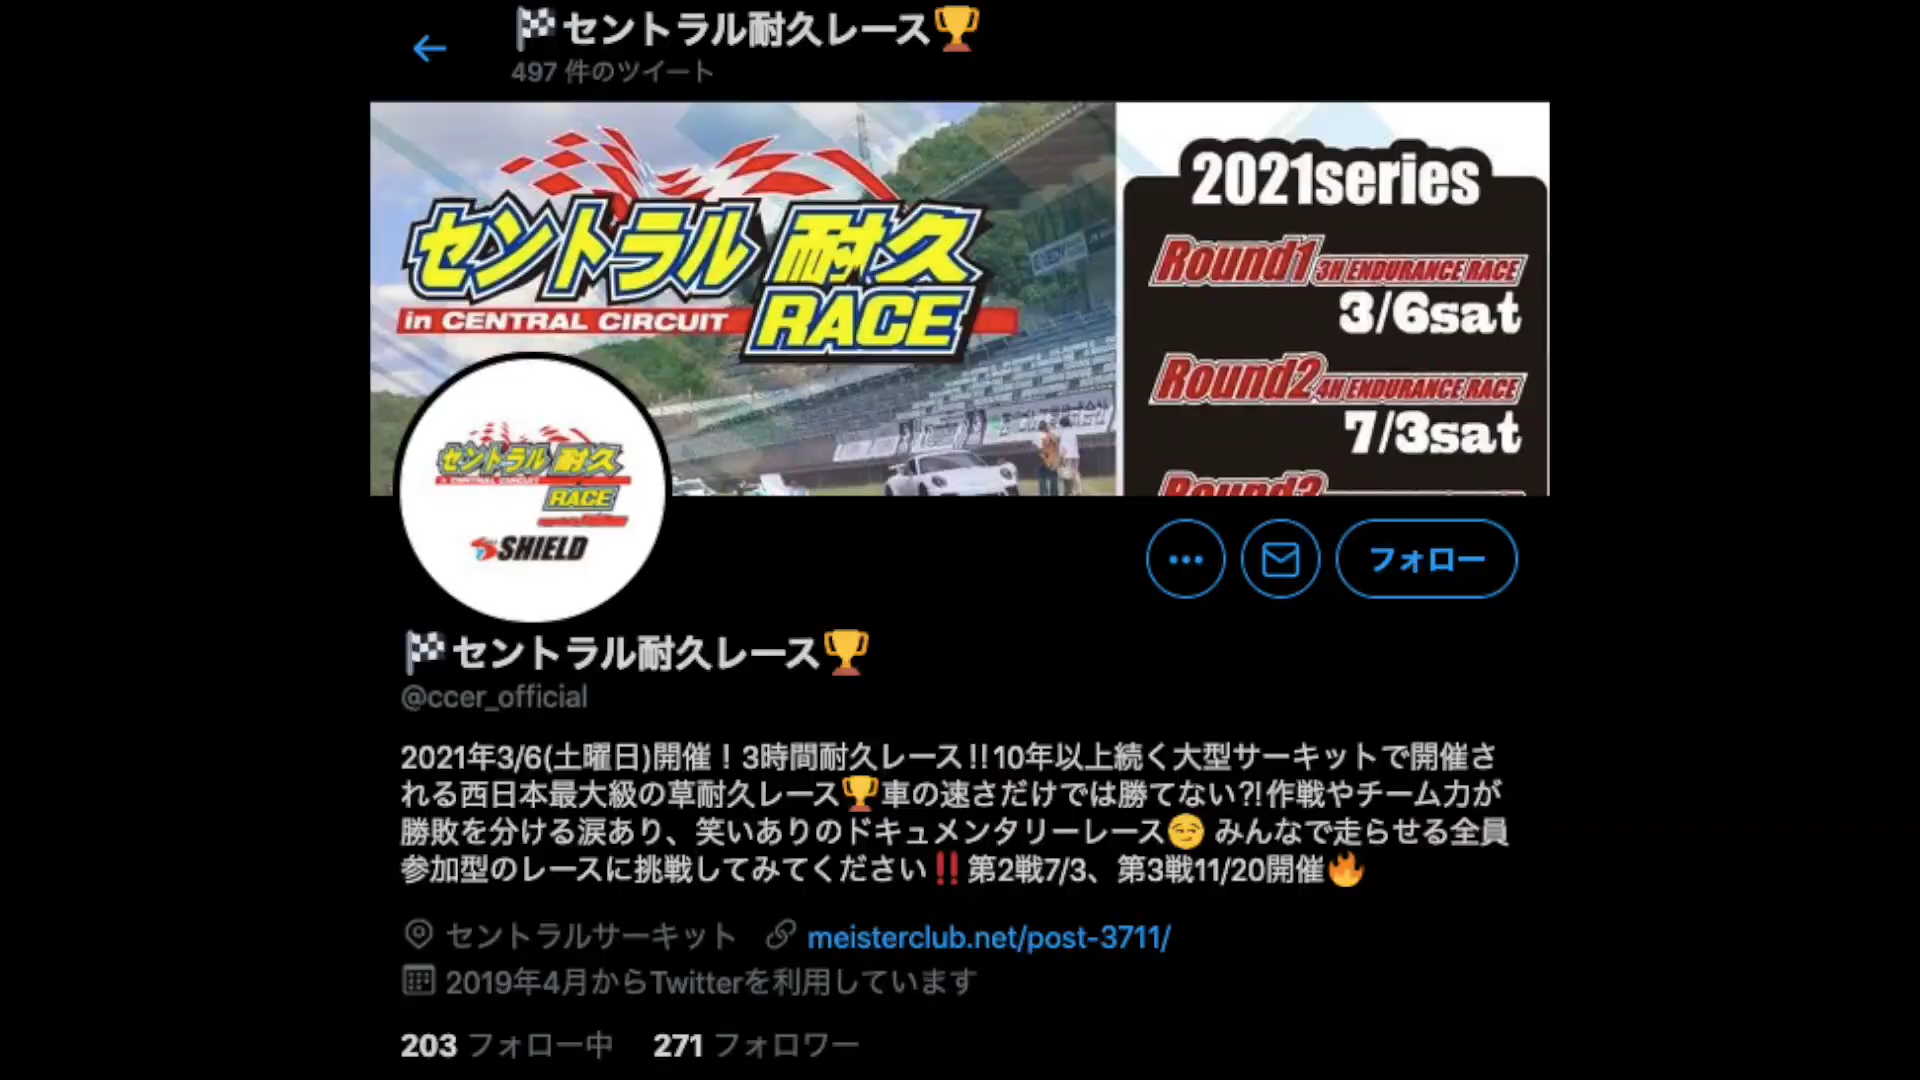 🏁セントラル耐久レース🏆
497 件のツイート
セントラル 耐久
in CENTRAL CIRCUIT
RACE
2021series
Round1 3H ENDURANCE RACE
3/6sat
Round2 4H ENDURANCE RACE
7/3sat
Round3
セントラル 耐久
in CENTRAL CIRCUIT
RACE
SHIELD
フォロー
🏁セントラル耐久レース🏆
@ccer_official
2021年3/6(土曜日)開催！3時間耐久レース!!10年以上続く大型サーキットで開催さ
れる西日本最大級の草耐久レース🏆車の速さだけでは勝てない?!作戦やチーム力が
勝敗を分ける涙あり、笑いありのドキュメンタリーレース😏 みんなで走らせる全員
参加型のレースに挑戦してみてください‼️第2戦7/3、第3戦11/20開催🔥
セントラルサーキット meisterclub.net/post-3711/
2019年4月からTwitterを利用しています
203 フォロー中 271 フォロワー